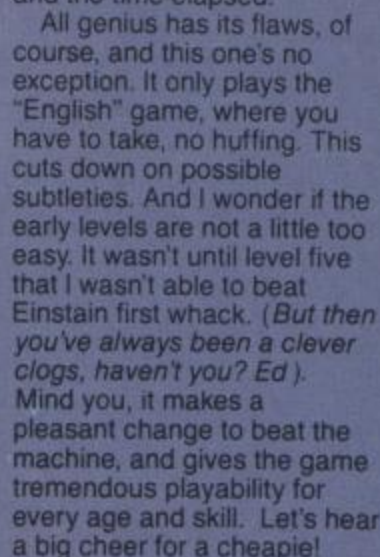 and the time elapsed.
All genius has its flaws, of
course, and this one's no
exception. It only plays the
"English" game, where you
have to take, no huffing. This
cuts down on possible
subtleties. And I wonder if the
early levels are not a little too
easy. It wasn't until level five
that I wasn't able to beat
Einstain first whack. (But then
you've always been a clever
clogs, haven't you? Ed ).
Mind you, it makes a
pleasant change to beat the
machine, and gives the game
tremendous playability for
every age and skill. Let's hear
a big cheer for a cheapie!